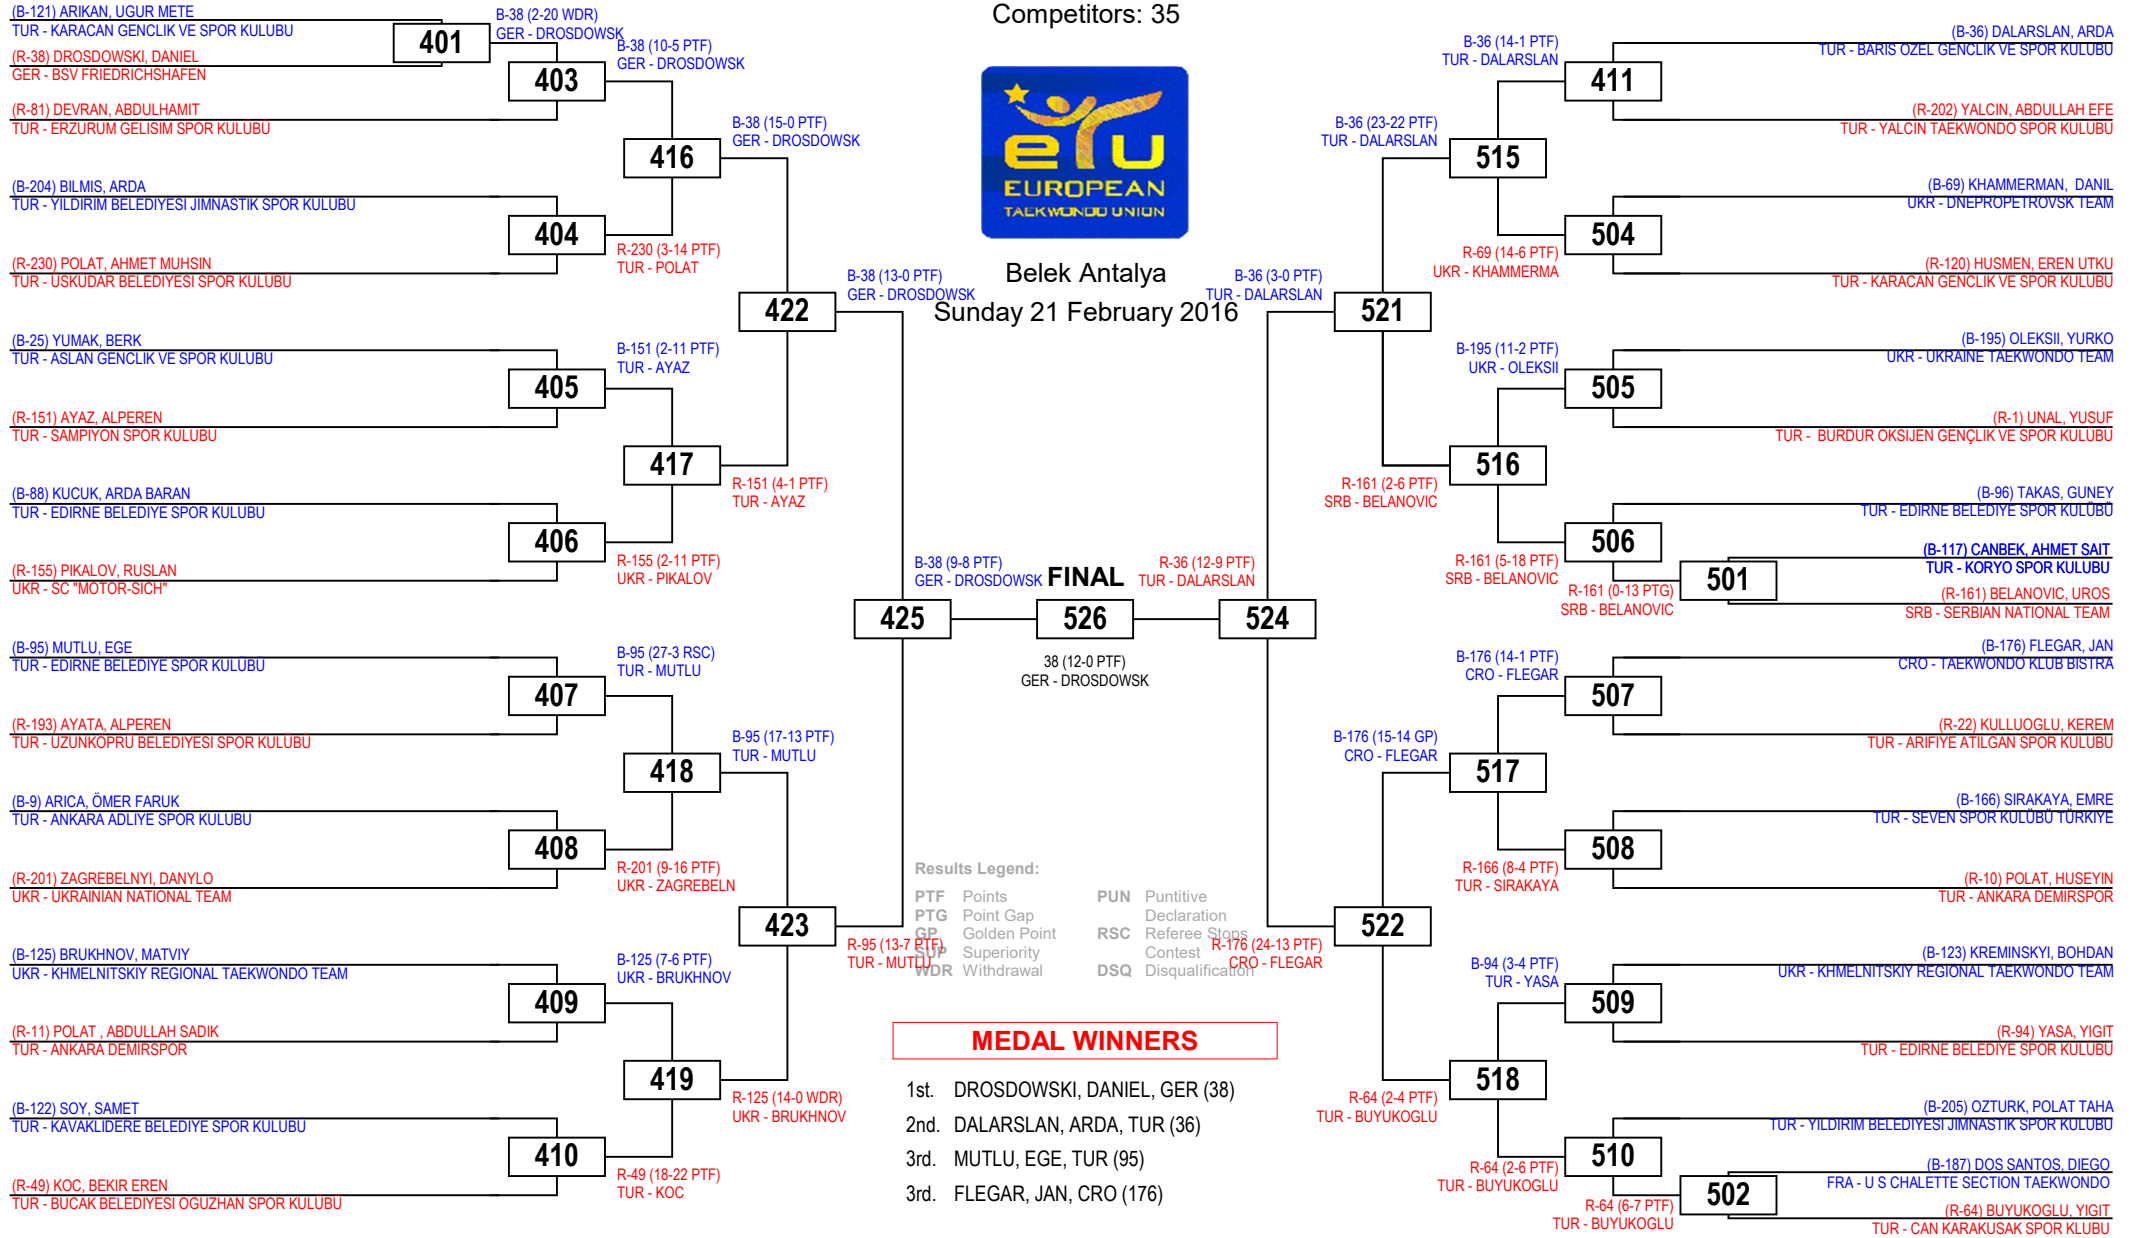 Competitors: 35
EUROPEAN
TAEKWONDO UNION
Belek Antalya
Sunday 21 February 2016
(B-121) ARIKAN, UGUR METE
TUR - KARACAN GENCLIK VE SPOR KULUBU
(R-38) DROSDOWSKI, DANIEL
GER - BSV FRIEDRICHSHAFEN
401
B-38 (2-20 WDR)
GER - DROSDOWSK
(R-81) DEVRAN, ABDULHAMIT
TUR - ERZURUM GELISIM SPOR KULUBU
403
B-38 (10-5 PTF)
GER - DROSDOWSK
416
B-38 (15-0 PTF)
GER - DROSDOWSK
(B-204) BILMIS, ARDA
TUR - YILDIRIM BELEDIYESI JIMNASTIK SPOR KULUBU
404
R-230 (3-14 PTF)
TUR - POLAT
(R-230) POLAT, AHMET MUHSIN
TUR - USKUDAR BELEDIYESI SPOR KULUBU
422
B-38 (13-0 PTF)
GER - DROSDOWSK
(B-25) YUMAK, BERK
TUR - ASLAN GENCLIK VE SPOR KULUBU
405
B-151 (2-11 PTF)
TUR - AYAZ
(R-151) AYAZ, ALPEREN
TUR - SAMPIYON SPOR KULUBU
417
R-151 (4-1 PTF)
TUR - AYAZ
(B-88) KUCUK, ARDA BARAN
TUR - EDIRNE BELEDIYE SPOR KULUBU
406
R-155 (2-11 PTF)
UKR - PIKALOV
(R-155) PIKALOV, RUSLAN
UKR - SC "MOTOR-SICH"
425
B-38 (9-8 PTF)
GER - DROSDOWSK
(B-95) MUTLU, EGE
TUR - EDIRNE BELEDIYE SPOR KULUBU
407
B-95 (27-3 RSC)
TUR - MUTLU
(R-193) AYATA, ALPEREN
TUR - UZUNKOPRU BELEDIYESI SPOR KULUBU
418
B-95 (17-13 PTF)
TUR - MUTLU
(B-9) ARICA, ÖMER FARUK
TUR - ANKARA ADLIYE SPOR KULUBU
408
R-201 (9-16 PTF)
UKR - ZAGREBELN
(R-201) ZAGREBELNYI, DANYLO
UKR - UKRAINIAN NATIONAL TEAM
423
R-95 (13-7 PTF)
TUR - MUTLU
(B-125) BRUKHNOV, MATVIY
UKR - KHMELNITSKIY REGIONAL TAEKWONDO TEAM
409
B-125 (7-6 PTF)
UKR - BRUKHNOV
(R-11) POLAT , ABDULLAH SADIK
TUR - ANKARA DEMIRSPOR
419
R-125 (14-0 WDR)
UKR - BRUKHNOV
(B-122) SOY, SAMET
TUR - KAVAKLIDERE BELEDIYE SPOR KULUBU
410
R-49 (18-22 PTF)
TUR - KOC
(R-49) KOC, BEKIR EREN
TUR - BUCAK BELEDIYESI OGUZHAN SPOR KULUBU
FINAL
526
38 (12-0 PTF)
GER - DROSDOWSK
R-36 (12-9 PTF)
TUR - DALARSLAN
524
B-36 (3-0 PTF)
TUR - DALARSLAN
521
B-36 (23-22 PTF)
TUR - DALARSLAN
515
B-36 (14-1 PTF)
TUR - DALARSLAN
411
(B-36) DALARSLAN, ARDA
TUR - BARIS OZEL GENCLIK VE SPOR KULUBU
(R-202) YALCIN, ABDULLAH EFE
TUR - YALCIN TAEKWONDO SPOR KULUBU
R-69 (14-6 PTF)
UKR - KHAMMERMA
504
(B-69) KHAMMERMAN, DANIL
UKR - DNEPROPETROVSK TEAM
(R-120) HUSMEN, EREN UTKU
TUR - KARACAN GENCLIK VE SPOR KULUBU
R-161 (2-6 PTF)
SRB - BELANOVIC
516
B-195 (11-2 PTF)
UKR - OLEKSII
505
(B-195) OLEKSII, YURKO
UKR - UKRAINE TAEKWONDO TEAM
(R-1) UNAL, YUSUF
TUR - BURDUR OKSIJEN GENÇLIK VE SPOR KULUBU
R-161 (5-18 PTF)
SRB - BELANOVIC
506
(B-96) TAKAS, GUNEY
TUR - EDIRNE BELEDIYE SPOR KULÜBÜ
R-161 (0-13 PTG)
SRB - BELANOVIC
501
(B-117) CANBEK, AHMET SAIT
TUR - KORYO SPOR KULUBU
(R-161) BELANOVIC, UROS
SRB - SERBIAN NATIONAL TEAM
R-176 (24-13 PTF)
CRO - FLEGAR
522
B-176 (15-14 GP)
CRO - FLEGAR
517
B-176 (14-1 PTF)
CRO - FLEGAR
507
(B-176) FLEGAR, JAN
CRO - TAEKWONDO KLUB BISTRA
(R-22) KULLUOGLU, KEREM
TUR - ARIFIYE ATILGAN SPOR KULUBU
R-166 (8-4 PTF)
TUR - SIRAKAYA
508
(B-166) SIRAKAYA, EMRE
TUR - SEVEN SPOR KULÜBÜ TÜRKIYE
(R-10) POLAT, HUSEYIN
TUR - ANKARA DEMIRSPOR
R-64 (2-4 PTF)
TUR - BUYUKOGLU
518
B-94 (3-4 PTF)
TUR - YASA
509
(B-123) KREMINSKYI, BOHDAN
UKR - KHMELNITSKIY REGIONAL TAEKWONDO TEAM
(R-94) YASA, YIGIT
TUR - EDIRNE BELEDIYE SPOR KULUBU
R-64 (2-6 PTF)
TUR - BUYUKOGLU
510
(B-205) OZTURK, POLAT TAHA
TUR - YILDIRIM BELEDIYESI JIMNASTIK SPOR KULUBU
R-64 (6-7 PTF)
TUR - BUYUKOGLU
502
(B-187) DOS SANTOS, DIEGO
FRA - U S CHALETTE SECTION TAEKWONDO
(R-64) BUYUKOGLU, YIGIT
TUR - CAN KARAKUSAK SPOR KLUBU
Results Legend:
PTF Points
PTG Point Gap
GP Golden Point
SUP Superiority
WDR Withdrawal
PUN Puntitive
Declaration
RSC Referee Stops
Contest
DSQ Disqualification
MEDAL WINNERS
1st. DROSDOWSKI, DANIEL, GER (38)
2nd. DALARSLAN, ARDA, TUR (36)
3rd. MUTLU, EGE, TUR (95)
3rd. FLEGAR, JAN, CRO (176)